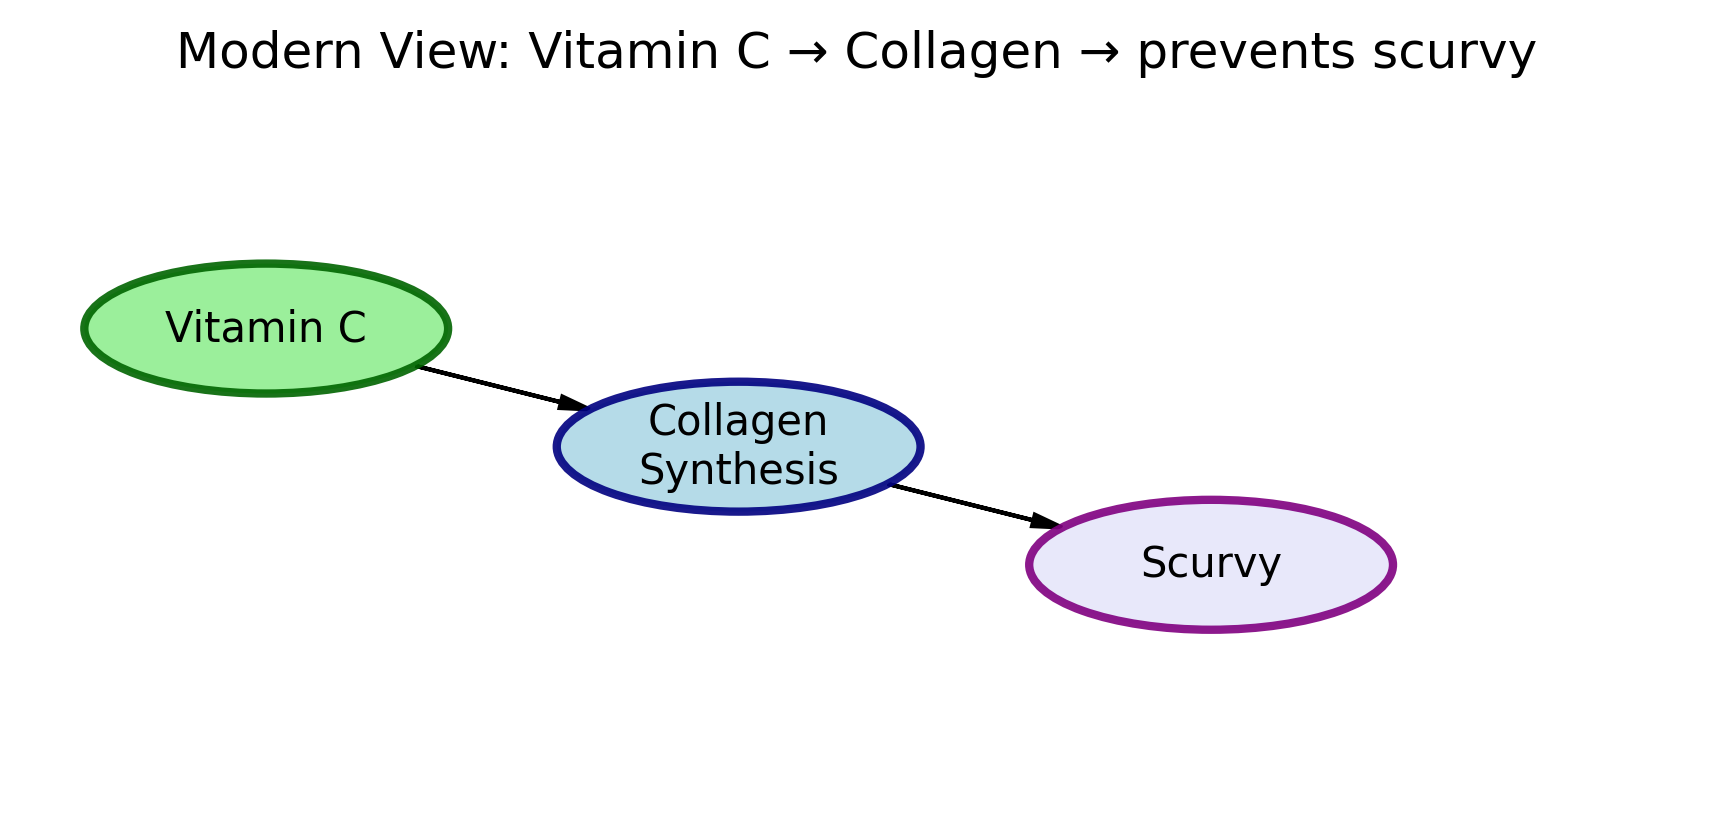 Modern View: Vitamin C → Collagen → prevents scurvy
Vitamin C
Collagen
Synthesis
Scurvy